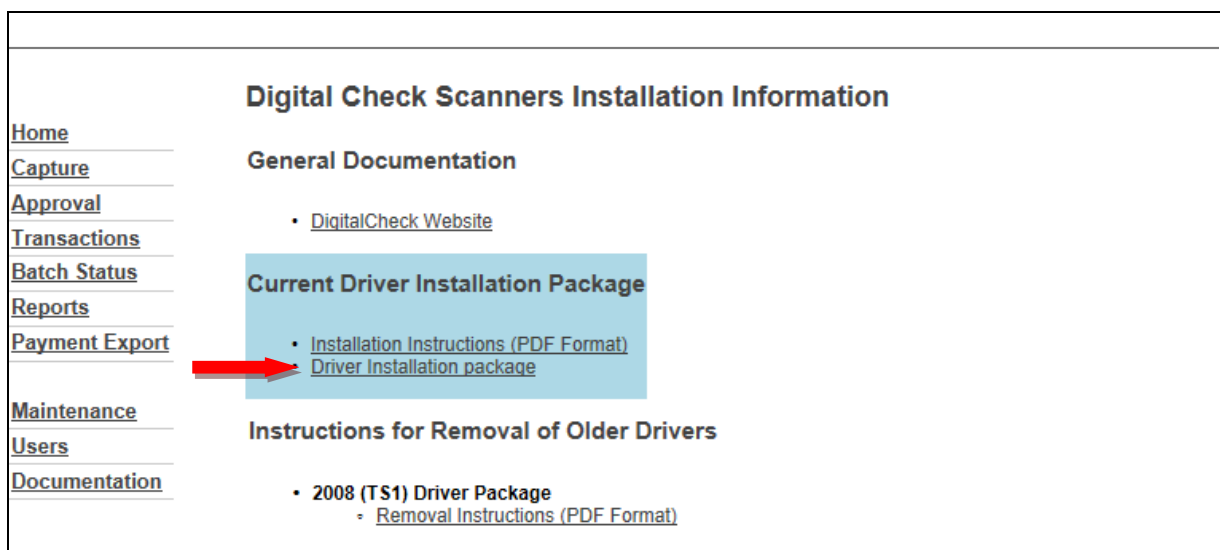 Digital Check Scanners Installation Information
Home
Capture
Approval
Transactions
Batch Status
Reports
Payment Export
Maintenance
Users
Documentation
General Documentation
• DigitalCheck Website
Current Driver Installation Package
• Installation Instructions (PDF Format)
• Driver Installation package
Instructions for Removal of Older Drivers
• 2008 (TS1) Driver Package
◦ Removal Instructions (PDF Format)